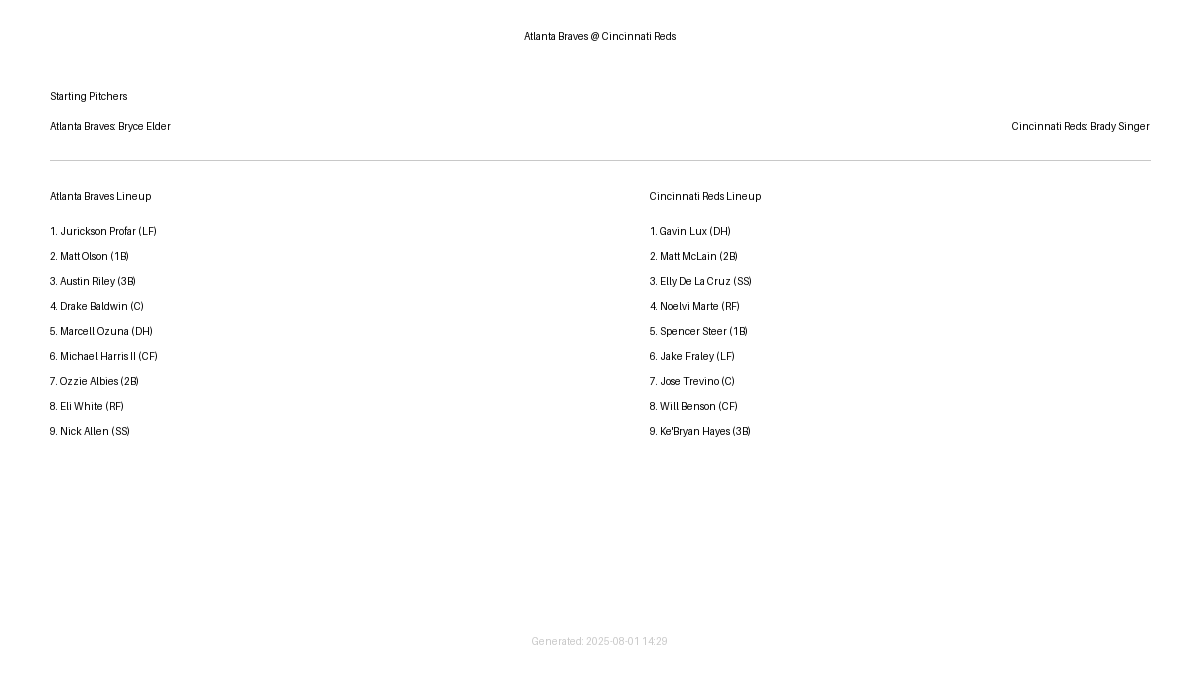 Atlanta Braves @ Cincinnati Reds
Starting Pitchers
Atlanta Braves: Bryce Elder
Cincinnati Reds: Brady Singer
Atlanta Braves Lineup
1. Jurickson Profar (LF)
2. Matt Olson (1B)
3. Austin Riley (3B)
4. Drake Baldwin (C)
5. Marcell Ozuna (DH)
6. Michael Harris II (CF)
7. Ozzie Albies (2B)
8. Eli White (RF)
9. Nick Allen (SS)
Cincinnati Reds Lineup
1. Gavin Lux (DH)
2. Matt McLain (2B)
3. Elly De La Cruz (SS)
4. Noelvi Marte (RF)
5. Spencer Steer (1B)
6. Jake Fraley (LF)
7. Jose Trevino (C)
8. Will Benson (CF)
9. Ke'Bryan Hayes (3B)
Generated: 2025-08-01 14:29